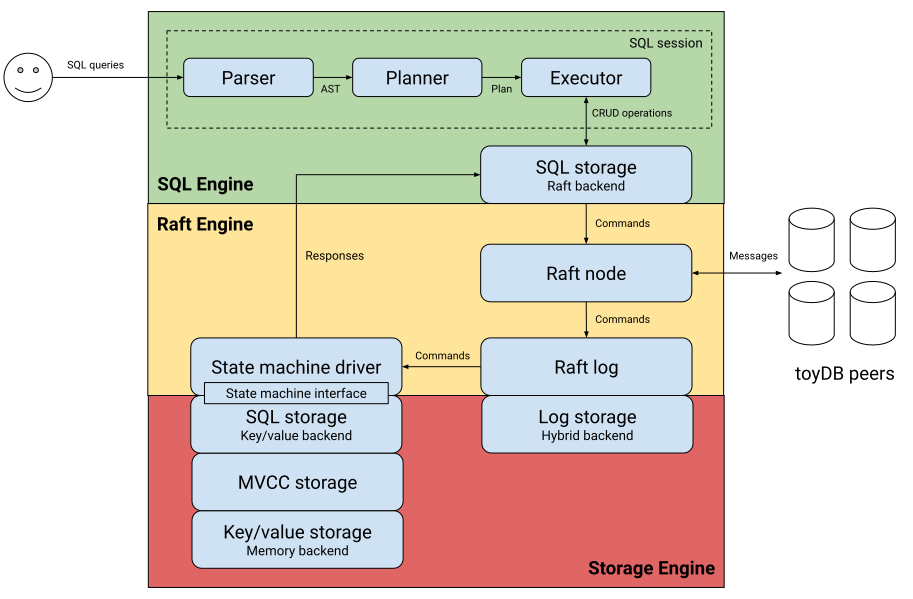 SQL session
SQL queries
Parser
AST
Planner
Plan
Executor
CRUD operations
SQL storage
Raft backend
SQL Engine
Raft Engine
Commands
Responses
Raft node
Messages
Commands
State machine driver
Commands
Raft log
toyDB peers
State machine interface
SQL storage
Key/value backend
Log storage
Hybrid backend
MVCC storage
Key/value storage
Memory backend
Storage Engine